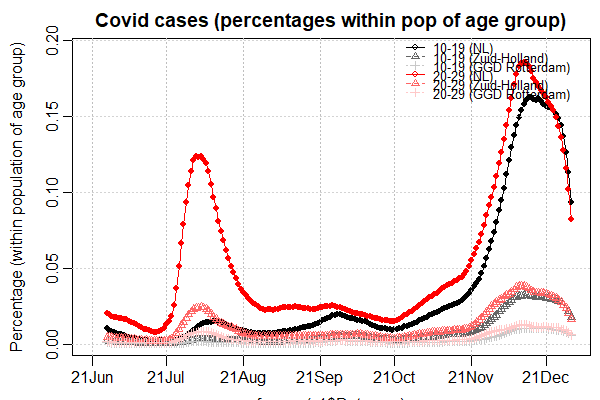 Covid cases (percentages within pop of age group)
Percentage (within population of age group)
0.20
0.15
0.10
0.05
0.00
10-19 (NL)
10-19 (Zuid-Holland)
10-19 (GGD Rotterdam)
20-29 (NL)
20-29 (Zuid-Holland)
20-29 (GGD Rotterdam)
21Jun 21Jul 21Aug 21Sep 21Oct 21Nov 21Dec